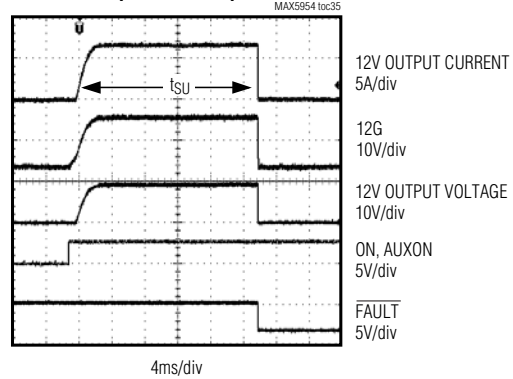 MAX5954 toc35
12V OUTPUT CURRENT
5A/div
tSU
12G
10V/div
12V OUTPUT VOLTAGE
10V/div
ON, AUXON
5V/div
FAULT
5V/div
4ms/div